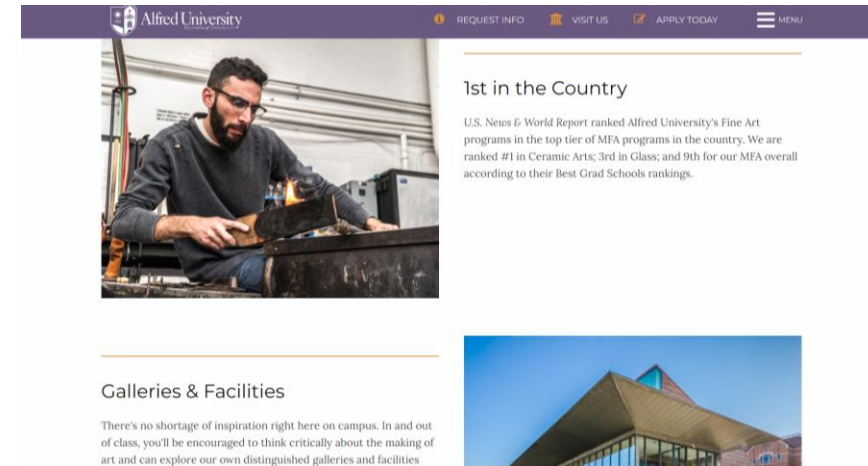 Alfred University
REQUEST INFO
VISIT US
APPLY TODAY
MENU
1st in the Country
U.S. News & World Report ranked Alfred University's Fine Art
programs in the top tier of MFA programs in the country. We are
ranked #1 in Ceramic Arts; 3rd in Glass; and 9th for our MFA overall
according to their Best Grad Schools rankings.
Galleries & Facilities
There's no shortage of inspiration right here on campus. In and out
of class, you'll be encouraged to think critically about the making of
art and can explore our own distinguished galleries and facilities